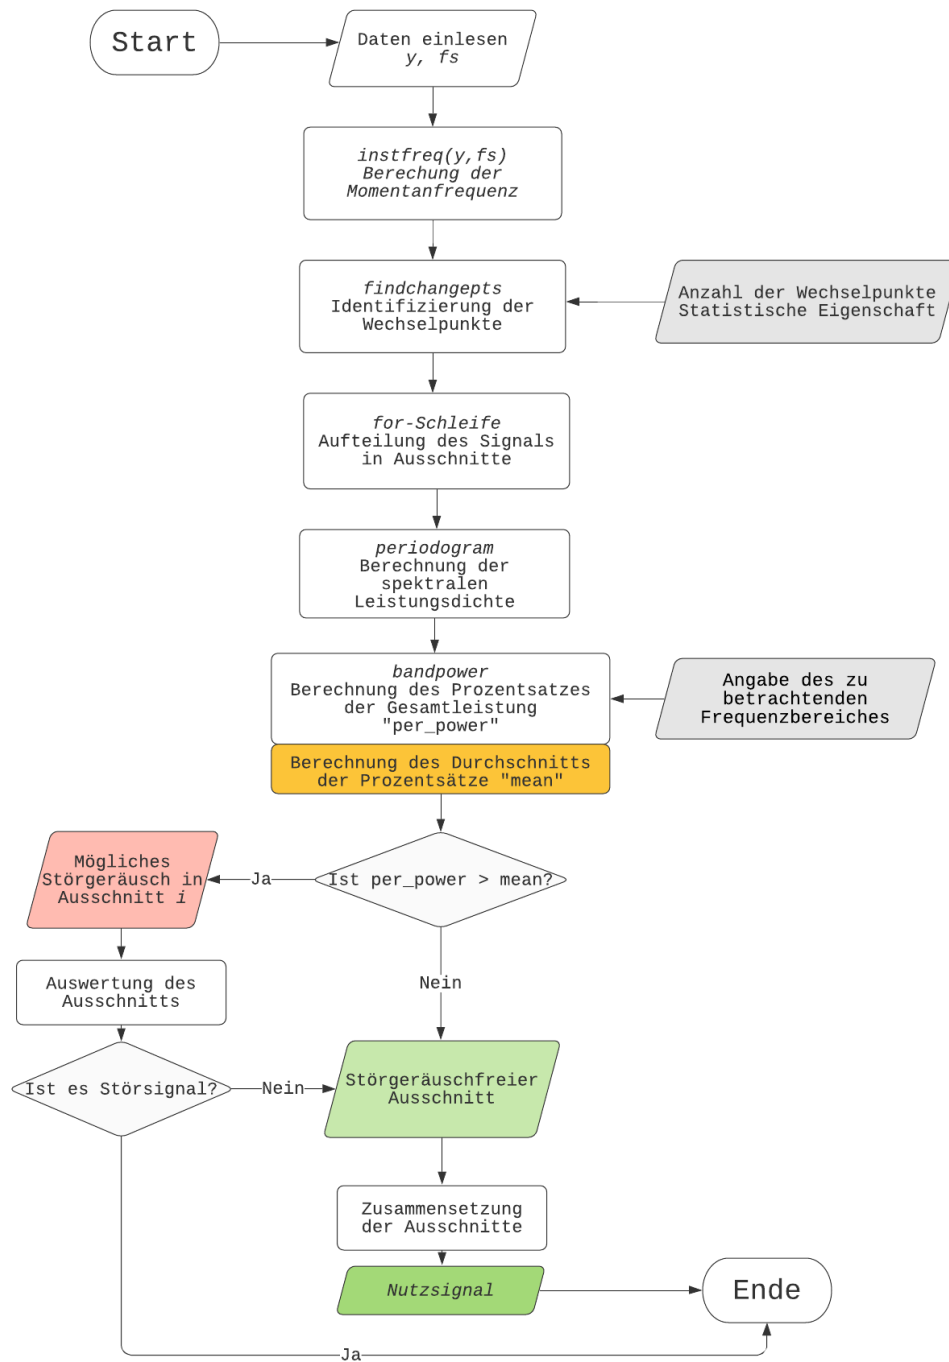 Start
Daten einlesen
y, fs
instfreq(y,fs)
Berechung der
Momentanfrequenz
findchangepts
Identifizierung der
Wechselpunkte
Anzahl der Wechselpunkte
Statistische Eigenschaft
for-Schleife
Aufteilung des Signals
in Ausschnitte
periodogram
Berechnung der
spektralen
Leistungsdichte
bandpower
Berechnung des Prozentsatzes
der Gesamtleistung
"per_power"
Angabe des zu
betrachtenden
Frequenzbereiches
Berechnung des Durchschnitts
der Prozentsätze "mean"
Ist per_power > mean?
Ja
Mögliches
Störgeräusch in
Ausschnitt i
Nein
Auswertung des
Ausschnitts
Ist es Störsignal?
Nein
Störgeräuschfreier
Ausschnitt
Zusammensetzung
der Ausschnitte
Nutzsignal
Ende
Ja